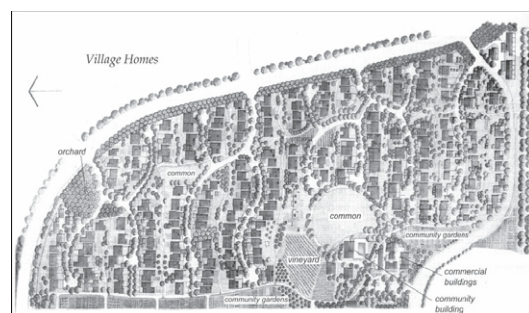 Village Homes
orchard
common
common
community gardens
vineyard
commercial
buildings
community gardens
community
building